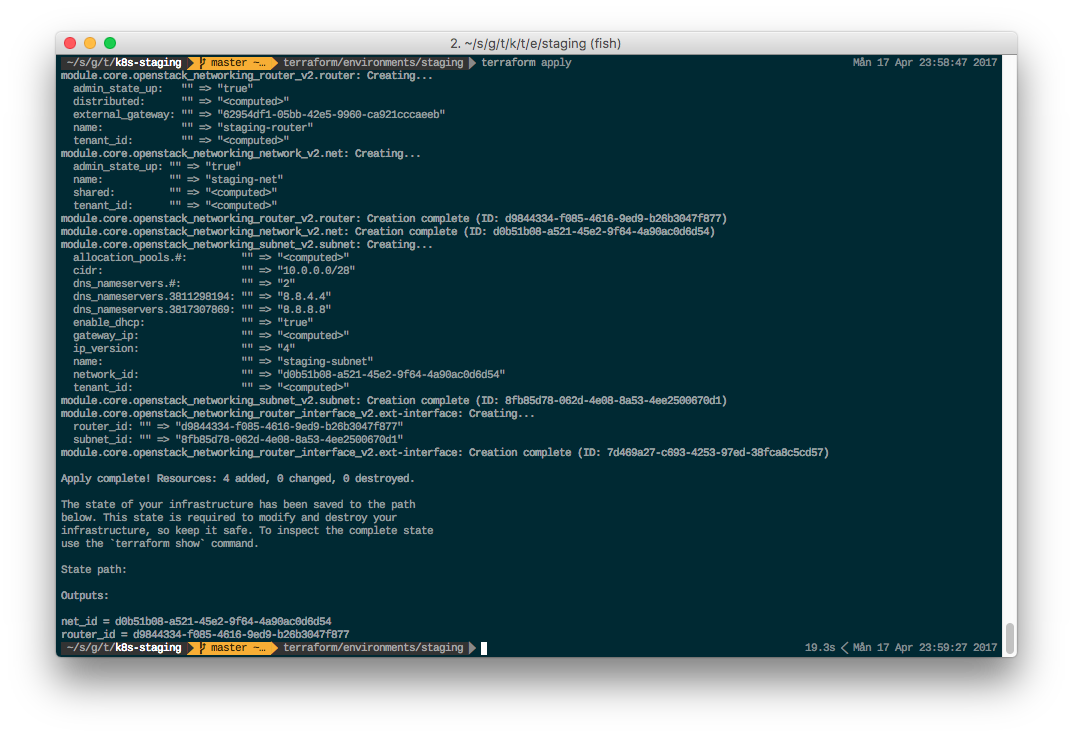 2. ~/s/g/t/k/t/e/staging (fish)
~/s/g/t/k8s-staging master ~… terraform/environments/staging terraform apply Mån 17 Apr 23:58:47 2017
module.core.openstack_networking_router_v2.router: Creating...
admin_state_up: "" => "true"
distributed: "" => "<computed>"
external_gateway: "" => "62954df1-05bb-42e5-9960-ca921cccaeeb"
name: "" => "staging-router"
tenant_id: "" => "<computed>"
module.core.openstack_networking_network_v2.net: Creating...
admin_state_up: "" => "true"
name: "" => "staging-net"
shared: "" => "<computed>"
tenant_id: "" => "<computed>"
module.core.openstack_networking_router_v2.router: Creation complete (ID: d9844334-f085-4616-9ed9-b26b3047f877)
module.core.openstack_networking_network_v2.net: Creation complete (ID: d0b51b08-a521-45e2-9f64-4a90ac0d6d54)
module.core.openstack_networking_subnet_v2.subnet: Creating...
allocation_pools.#: "" => "<computed>"
cidr: "" => "10.0.0.0/28"
dns_nameservers.#: "" => "2"
dns_nameservers.3811298194: "" => "8.8.4.4"
dns_nameservers.3817307869: "" => "8.8.8.8"
enable_dhcp: "" => "true"
gateway_ip: "" => "<computed>"
ip_version: "" => "4"
name: "" => "staging-subnet"
network_id: "" => "d0b51b08-a521-45e2-9f64-4a90ac0d6d54"
tenant_id: "" => "<computed>"
module.core.openstack_networking_subnet_v2.subnet: Creation complete (ID: 8fb85d78-062d-4e08-8a53-4ee2500670d1)
module.core.openstack_networking_router_interface_v2.ext-interface: Creating...
router_id: "" => "d9844334-f085-4616-9ed9-b26b3047f877"
subnet_id: "" => "8fb85d78-062d-4e08-8a53-4ee2500670d1"
module.core.openstack_networking_router_interface_v2.ext-interface: Creation complete (ID: 7d469a27-c693-4253-97ed-38fca8c5cd57)
Apply complete! Resources: 4 added, 0 changed, 0 destroyed.
The state of your infrastructure has been saved to the path
below. This state is required to modify and destroy your
infrastructure, so keep it safe. To inspect the complete state
use the `terraform show` command.
State path:
Outputs:
net_id = d0b51b08-a521-45e2-9f64-4a90ac0d6d54
router_id = d9844334-f085-4616-9ed9-b26b3047f877
~/s/g/t/k8s-staging master ~… terraform/environments/staging 19.3s Mån 17 Apr 23:59:27 2017